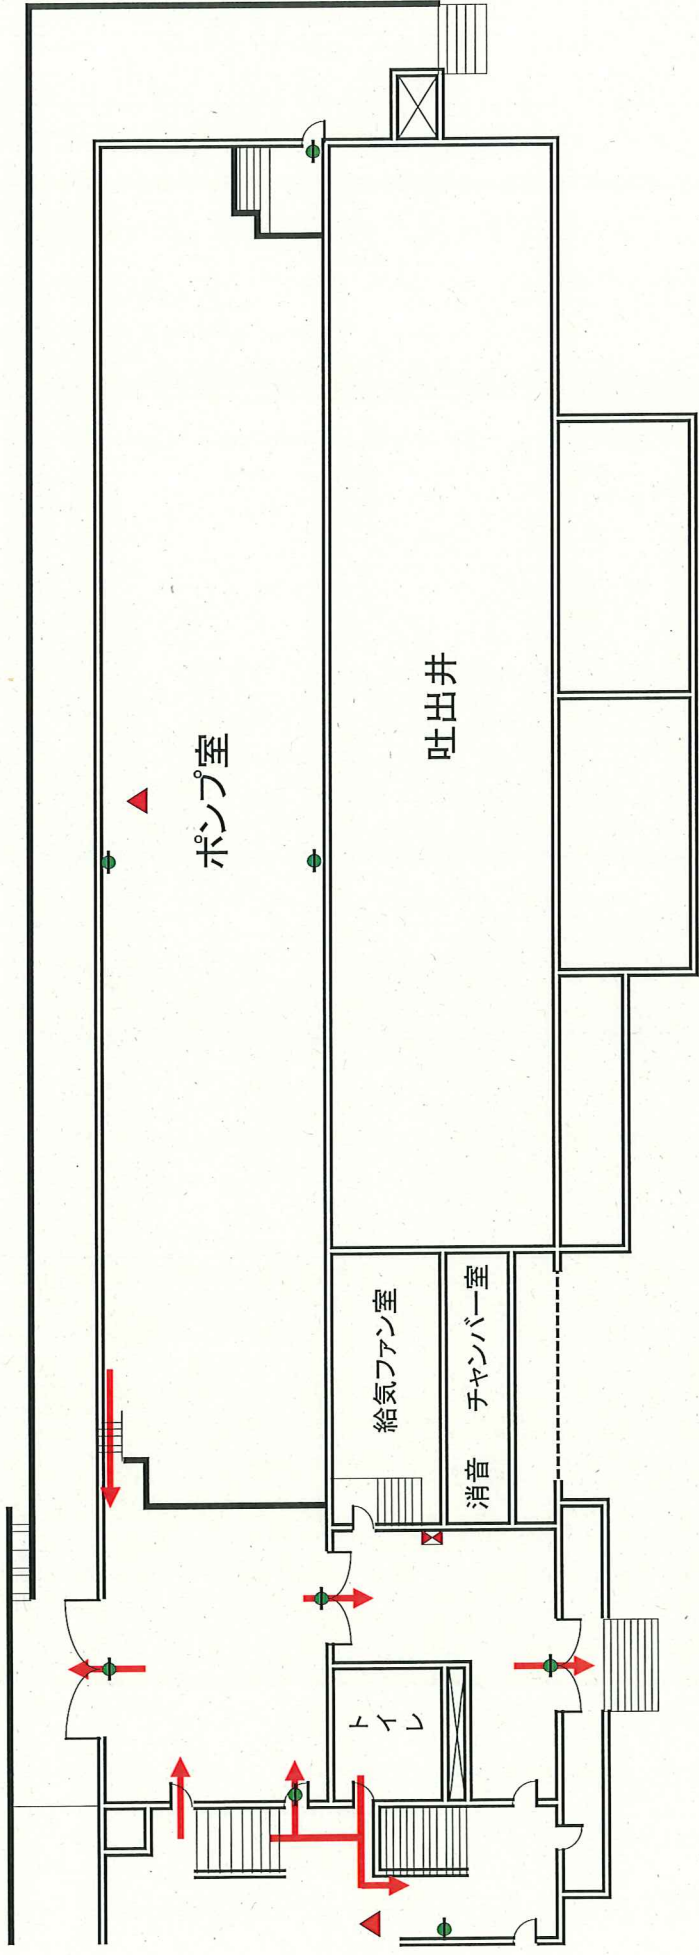 ポンプ室
吐出井
給気ファン室
消音 チャンバー室
トイレ